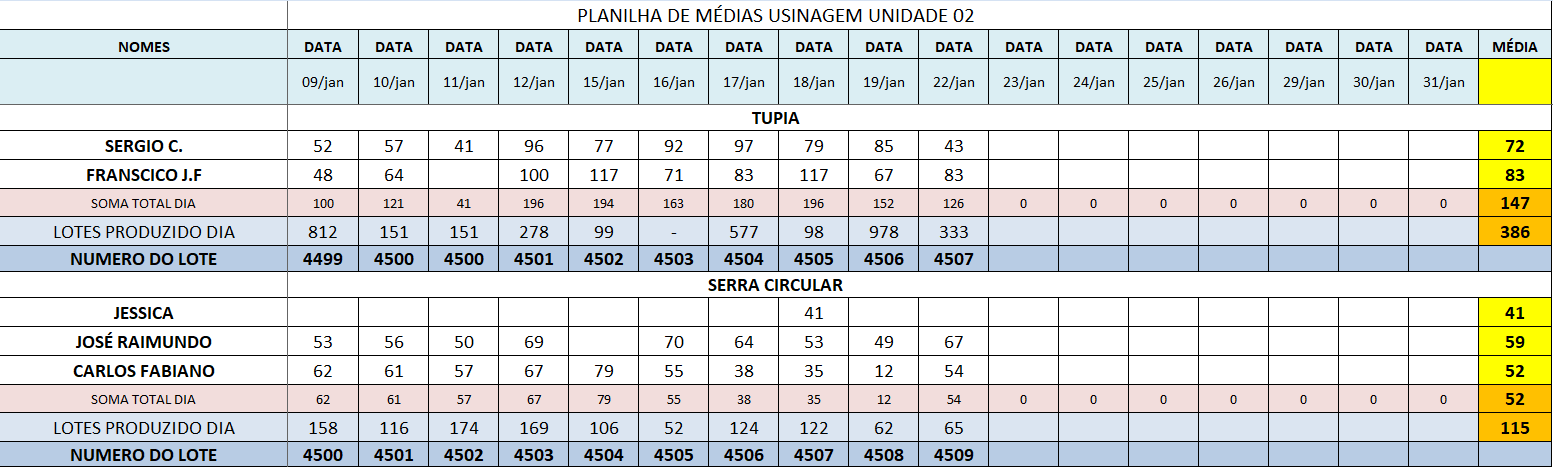 PLANILHA DE MÉDIAS USINAGEM UNIDADE 02
NOMES DATA DATA DATA DATA DATA DATA DATA DATA DATA DATA DATA DATA DATA DATA DATA DATA DATA MÉDIA
09/jan 10/jan 11/jan 12/jan 15/jan 16/jan 17/jan 18/jan 19/jan 22/jan 23/jan 24/jan 25/jan 26/jan 29/jan 30/jan 31/jan
TUPIA
SERGIO C. 52 57 41 96 77 92 97 79 85 43 72
FRANSCICO J.F 48 64 100 117 71 83 117 67 83 83
SOMA TOTAL DIA 100 121 41 196 194 163 180 196 152 126 0 0 0 0 0 0 0 147
LOTES PRODUZIDO DIA 812 151 151 278 99 - 577 98 978 333 386
NUMERO DO LOTE 4499 4500 4500 4501 4502 4503 4504 4505 4506 4507
SERRA CIRCULAR
JESSICA 41 41
JOSÉ RAIMUNDO 53 56 50 69 70 64 53 49 67 59
CARLOS FABIANO 62 61 57 67 79 55 38 35 12 54 52
SOMA TOTAL DIA 62 61 57 67 79 55 38 35 12 54 0 0 0 0 0 0 0 52
LOTES PRODUZIDO DIA 158 116 174 169 106 52 124 122 62 65 115
NUMERO DO LOTE 4500 4501 4502 4503 4504 4505 4506 4507 4508 4509